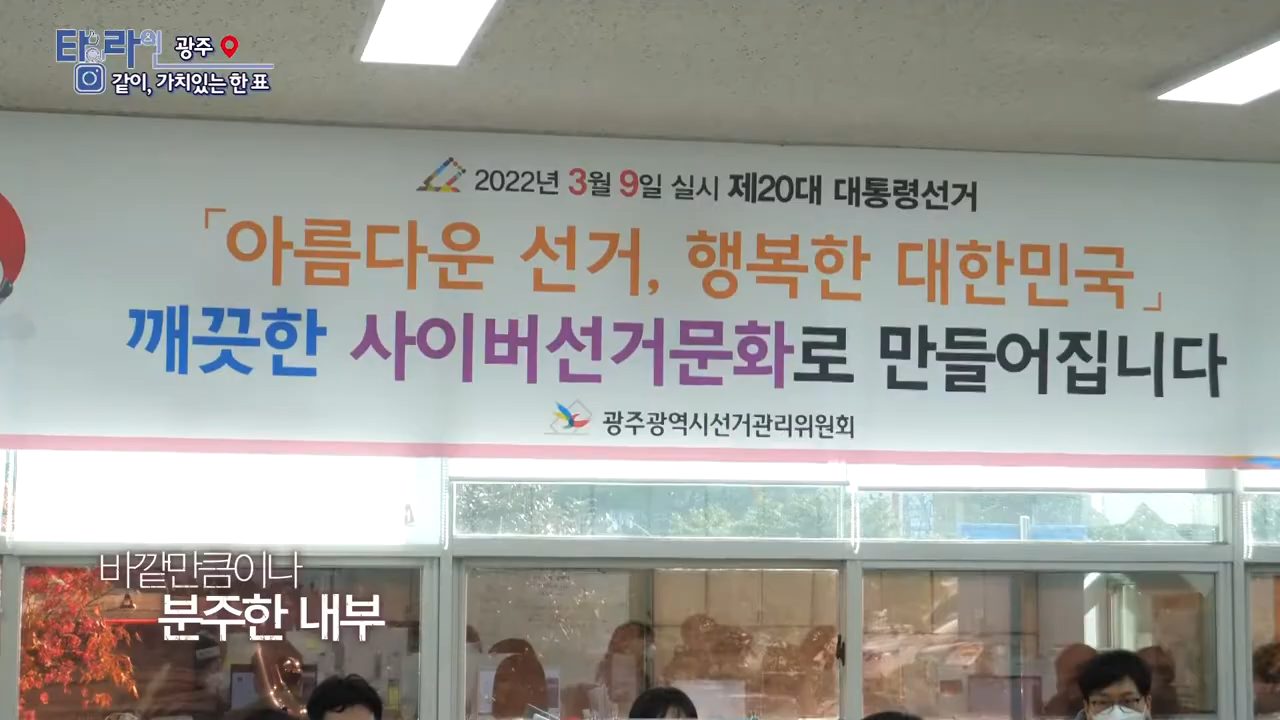 탐라인 광주
같이, 가치있는 한 표
2022년 3월 9일 실시 제20대 대통령선거
「아름다운 선거, 행복한 대한민국」
깨끗한 사이버선거문화로 만들어집니다
광주광역시선거관리위원회
바깥만큼이나
분주한 내부